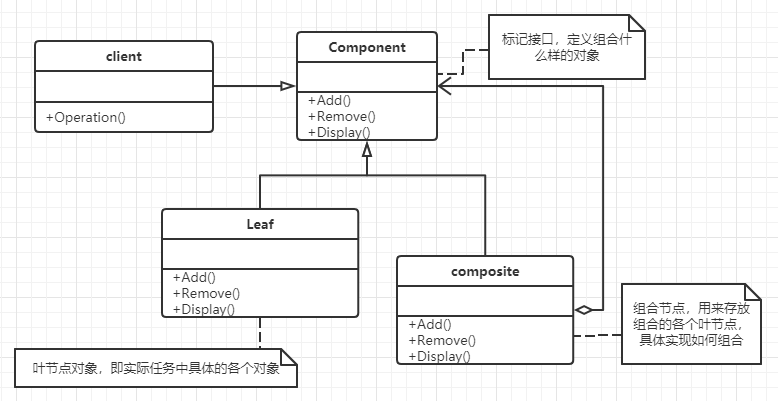 client
+Operation()
Component
+Add()
+Remove()
+Display()
标记接口，定义组合什
么样的对象
Leaf
+Add()
+Remove()
+Display()
composite
+Add()
+Remove()
+Display()
组合节点，用来存放
组合的各个叶节点，
具体实现如何组合
叶节点对象，即实际任务中具体的各个对象